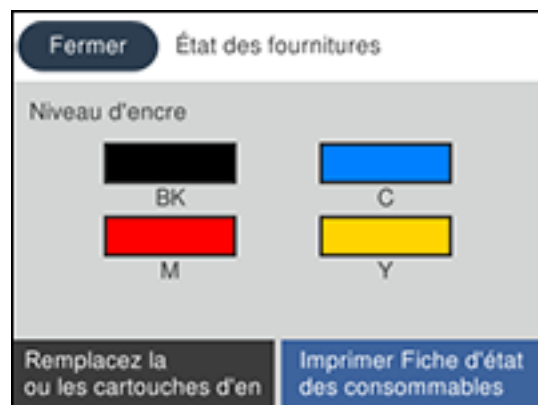 Fermer
État des fournitures
Niveau d'encre
BK
C
M
Y
Remplacez la
ou les cartouches d'en
Imprimer Fiche d'état
des consommables